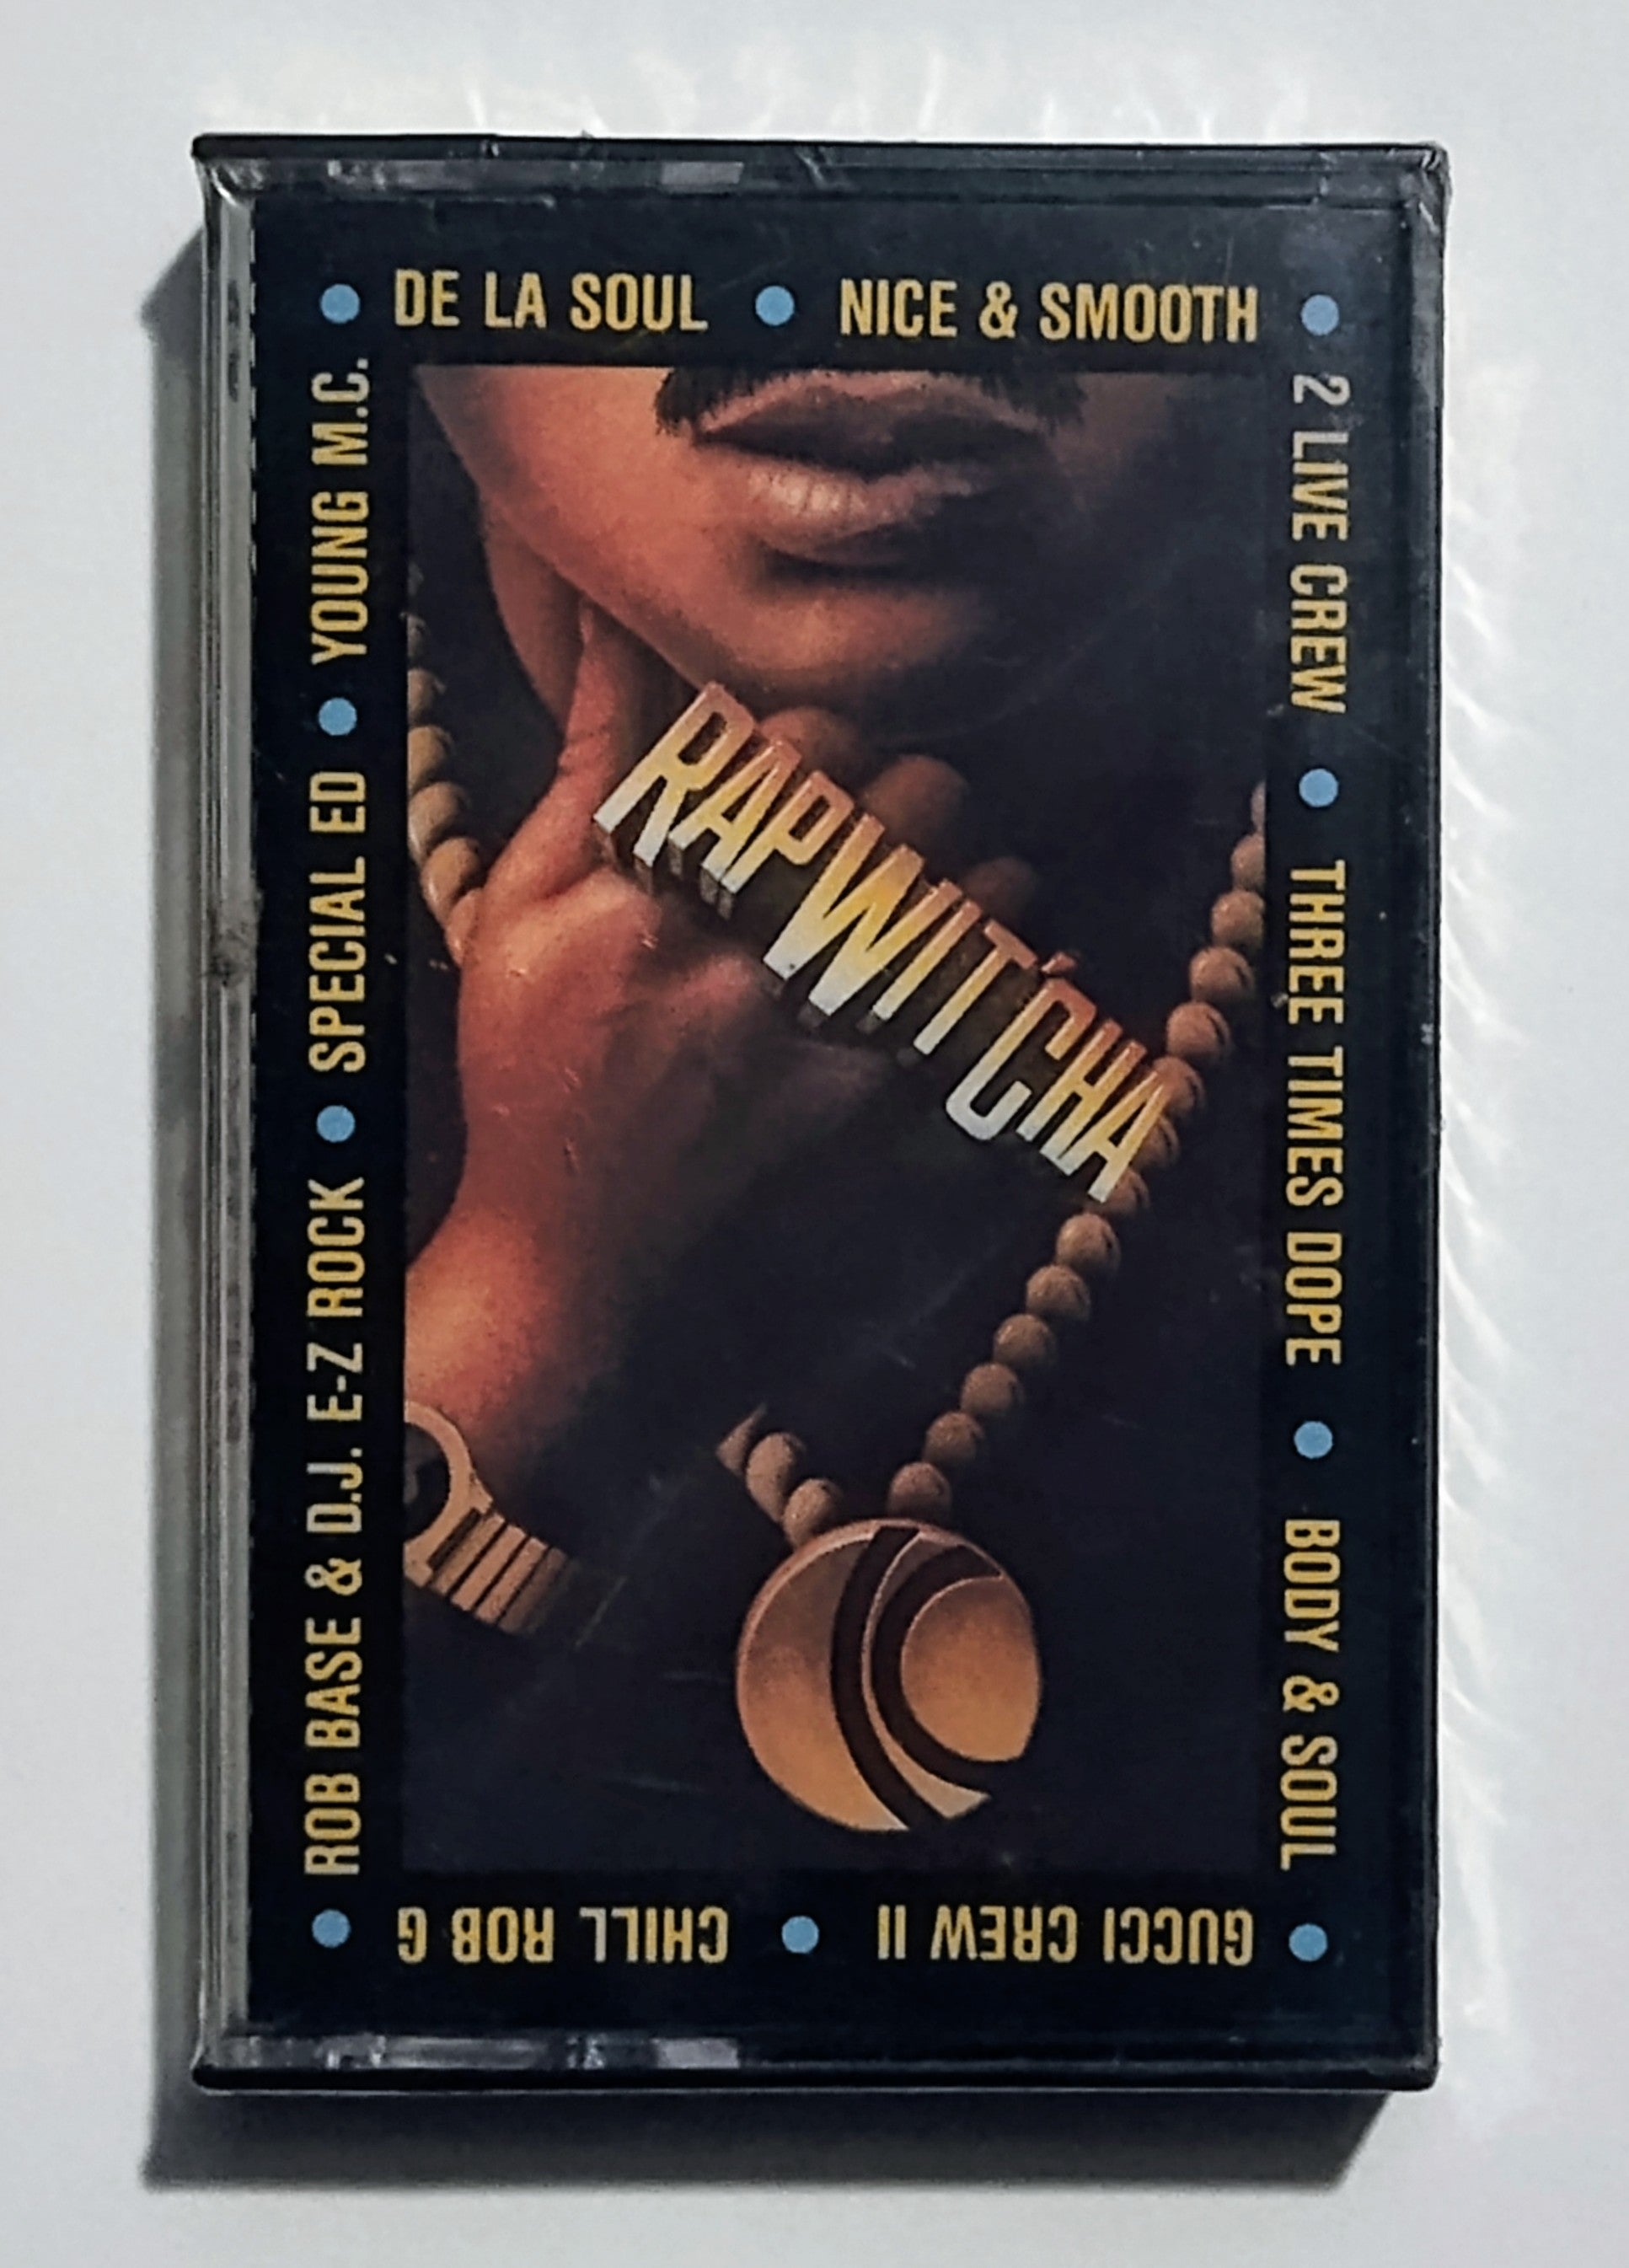 DE LA SOUL • NICE & SMOOTH
2 LIVE CREW • THREE TIMES DOPE • BODY & SOUL
GUCCI CREW II • CHILL ROB G
ROB BASE & D.J. E-Z ROCK • SPECIAL ED • YOUNG M.C.
RAPWIT'CHA